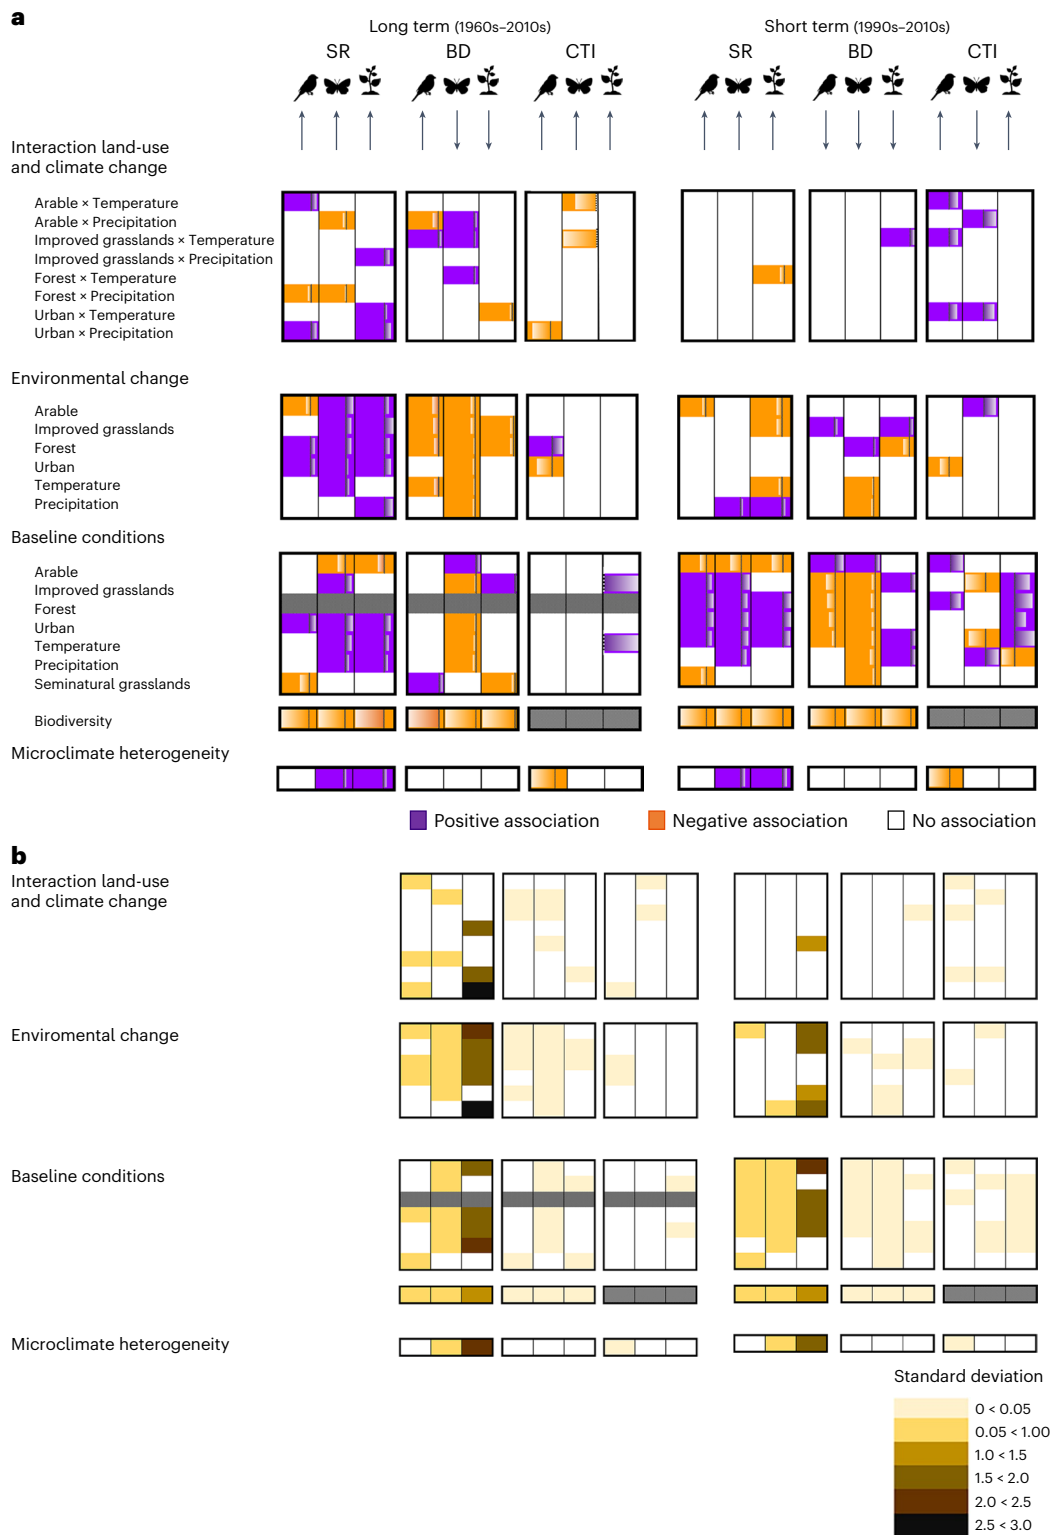 a
Long term (1960s–2010s)
Short term (1990s–2010s)
SR
BD
CTI
SR
BD
CTI
Interaction land-use
and climate change
Arable × Temperature
Arable × Precipitation
Improved grasslands × Temperature
Improved grasslands × Precipitation
Forest × Temperature
Forest × Precipitation
Urban × Temperature
Urban × Precipitation
Environmental change
Arable
Improved grasslands
Forest
Urban
Temperature
Precipitation
Baseline conditions
Arable
Improved grasslands
Forest
Urban
Temperature
Precipitation
Seminatural grasslands
Biodiversity
Microclimate heterogeneity
Positive association
Negative association
No association
b
Interaction land-use
and climate change
Enviromental change
Baseline conditions
Microclimate heterogeneity
Standard deviation
0 < 0.05
0.05 < 1.00
1.0 < 1.5
1.5 < 2.0
2.0 < 2.5
2.5 < 3.0